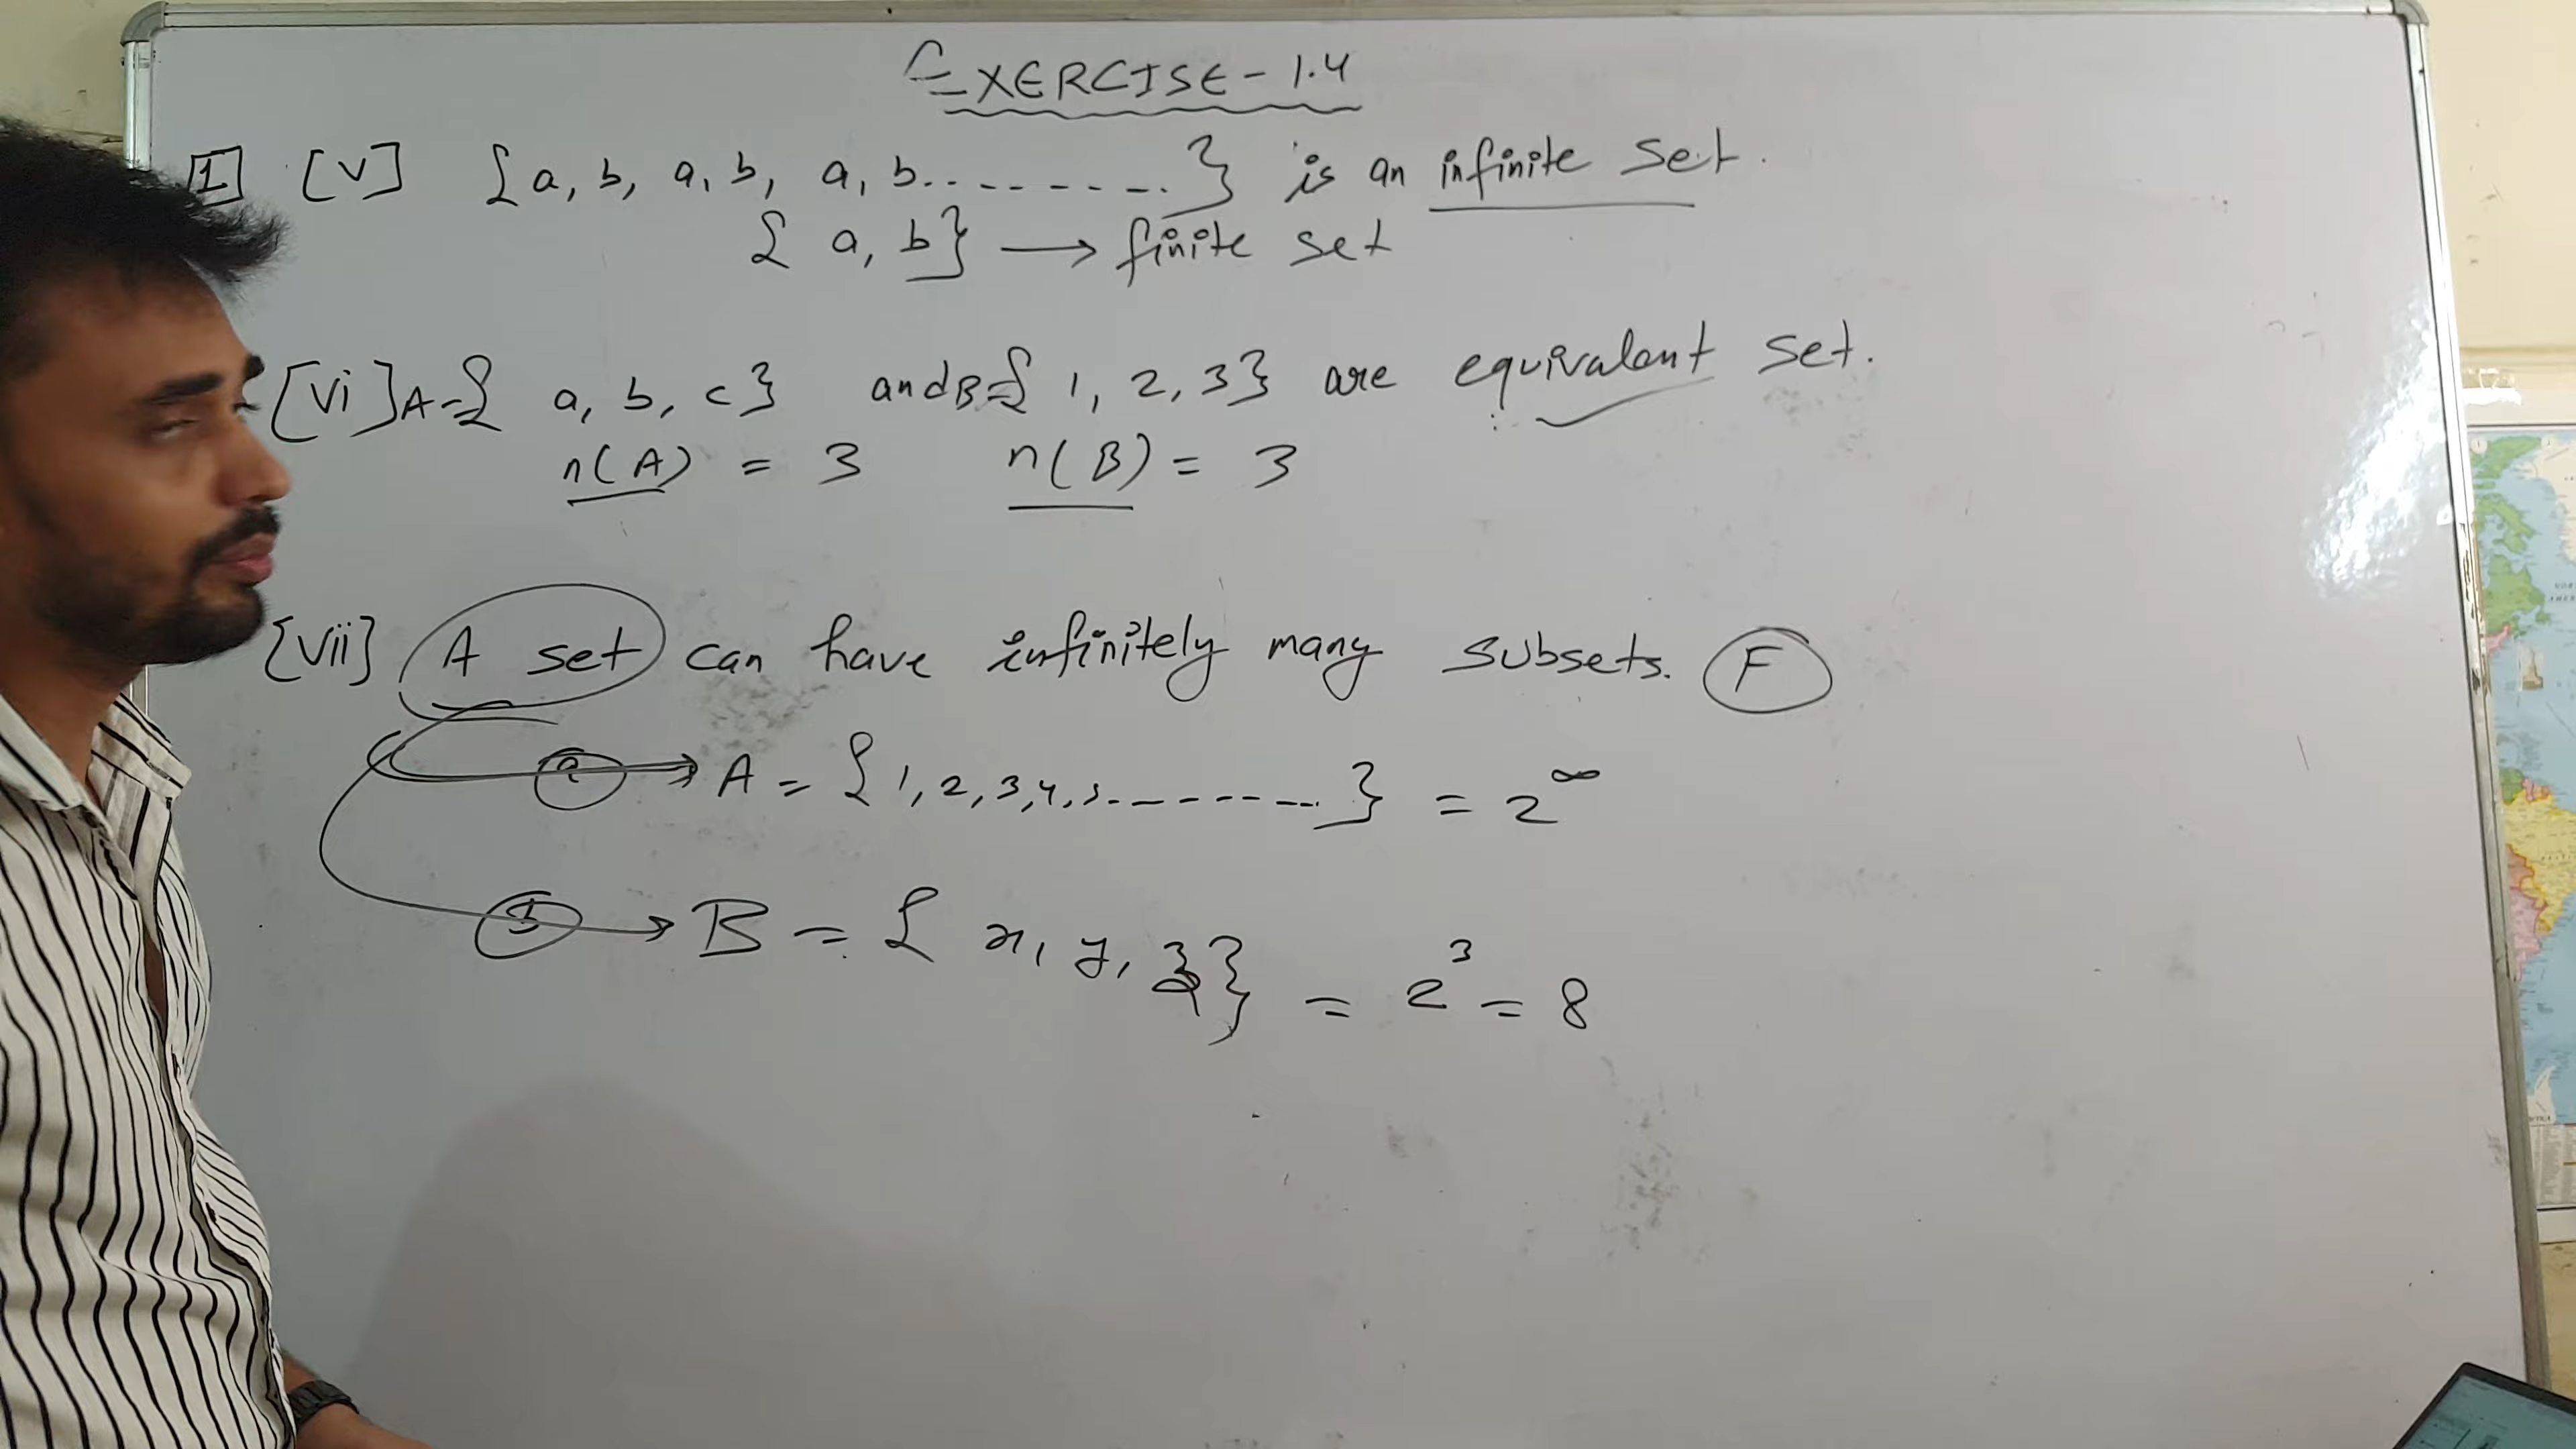 EXERCISE - 1.4
1 [V] {a, b, a, b, a, b.. - - - - - - -. } is an infinite set.
{ a, b} → finite set
[Vi] A={ a, b, c} and B={ 1, 2, 3} are equivalent set.
n(A) = 3 n(B) = 3
[Vii] A set can have infinitely many subsets. F
→ A = {1, 2, 3, 4, 5. - - - - - - -. } = 2^∞
→ B = { x, y, z} = 2³ = 8